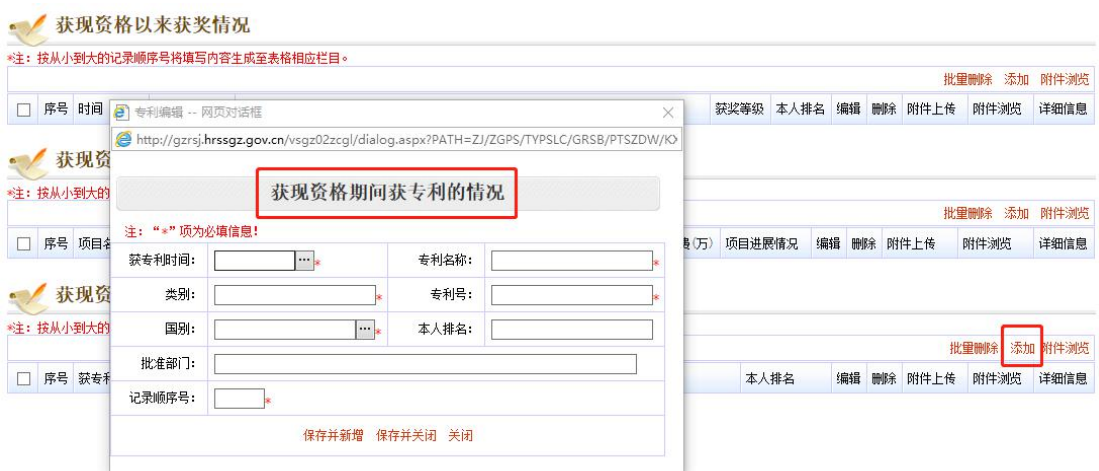 获现资格以来获奖情况
*注: 按从小到大的记录顺序号将填写内容生成至表格相应栏目。
批量删除 添加 附件浏览
序号 时间 获奖等级 本人排名 编辑 删除 附件上传 附件浏览 详细信息
专利编辑 -- 网页对话框
http://gzrsj.hrssgz.gov.cn/vsgz02zcgl/dialog.aspx?PATH=ZJ/ZGPS/TYPSLC/GRSB/PTSZDW/KX
获现资
*注: 按从小到大的
批量删除 添加 附件浏览
序号 项目名 费(万) 项目进展情况 编辑 删除 附件上传 附件浏览 详细信息
获现资
*注: 按从小到大的
批量删除 添加 附件浏览
序号 获专利 本人排名 编辑 删除 附件上传 附件浏览 详细信息
获现资格期间获专利的情况
注: “*”项为必填信息!
获专利时间: ... * 专利名称: *
类别: * 专利号: *
国别: ... * 本人排名:
批准部门:
记录顺序号: *
保存并新增 保存并关闭 关闭